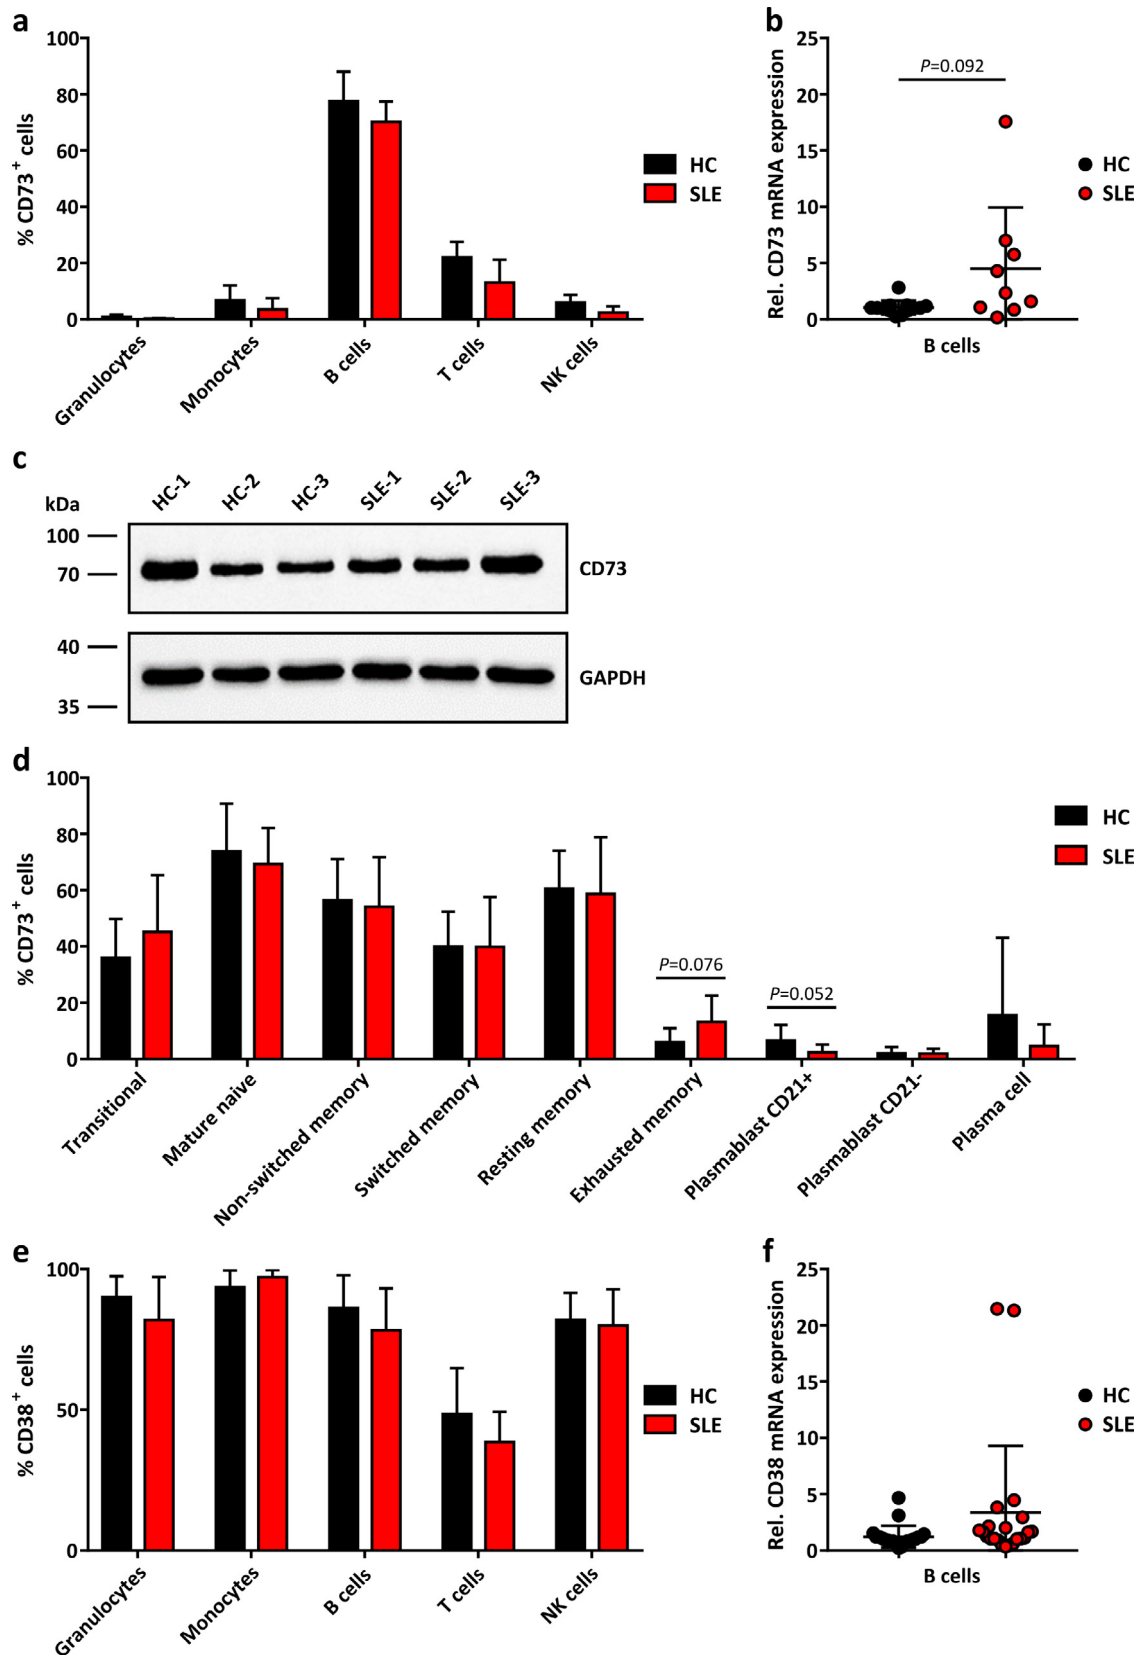 a
% CD73+ cells
100
80
60
40
20
0
Granulocytes
Monocytes
B cells
T cells
NK cells
HC
SLE
b
Rel. CD73 mRNA expression
25
20
15
10
5
0
P=0.092
B cells
HC
SLE
c
kDa
HC-1 HC-2 HC-3 SLE-1 SLE-2 SLE-3
100
70
CD73
40
35
GAPDH
d
% CD73+ cells
100
80
60
40
20
0
P=0.076
P=0.052
Transitional
Mature naive
Non-switched memory
Switched memory
Resting memory
Exhausted memory
Plasmablast CD21+
Plasmablast CD21-
Plasma cell
HC
SLE
e
% CD38+ cells
100
50
0
Granulocytes
Monocytes
B cells
T cells
NK cells
HC
SLE
f
Rel. CD38 mRNA expression
25
20
15
10
5
0
B cells
HC
SLE